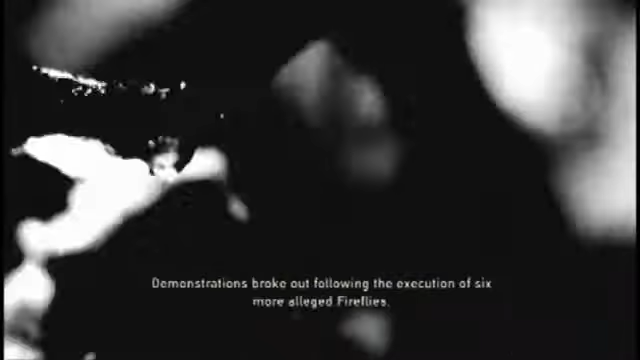 Demonstrations broke out following the execution of six
more alleged Fireflies.